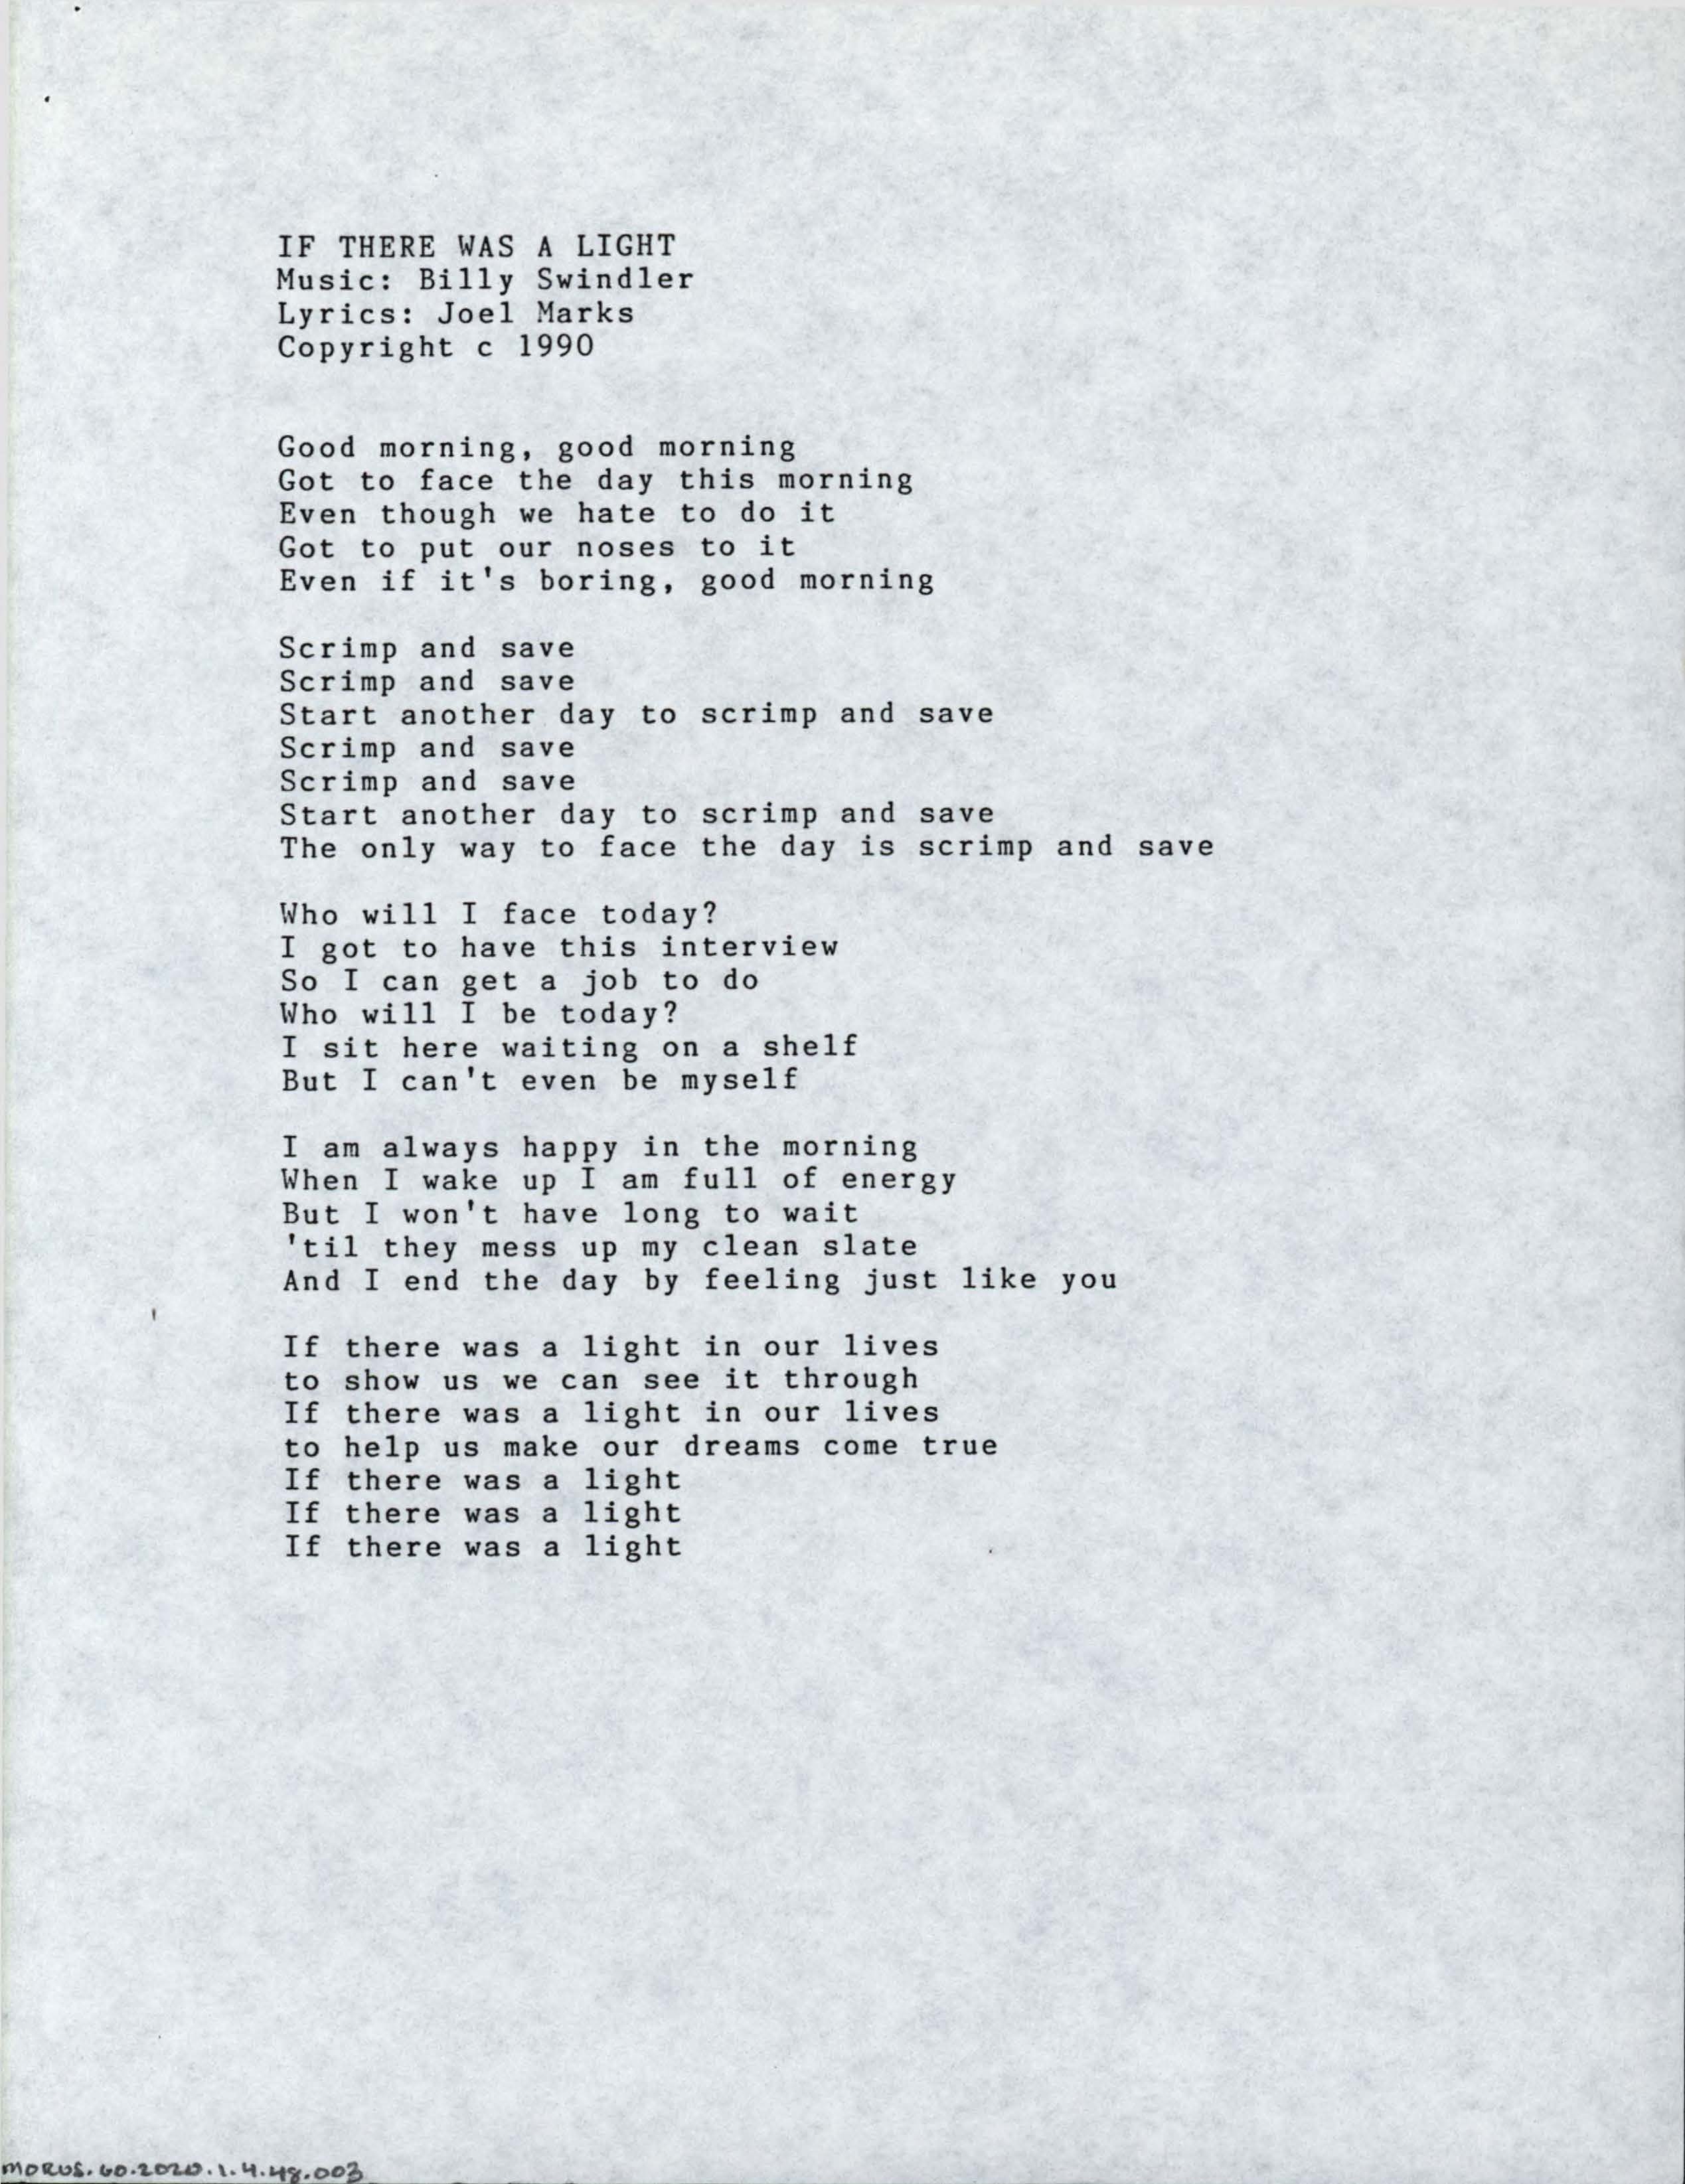 IF THERE WAS A LIGHT
Music: Billy Swindler
Lyrics: Joel Marks
Copyright c 1990
Good morning, good morning
Got to face the day this morning
Even though we hate to do it
Got to put our noses to it
Even if it's boring, good morning
Scrimp and save
Scrimp and save
Start another day to scrimp and save
Scrimp and save
Scrimp and save
Start another day to scrimp and save
The only way to face the day is scrimp and save
Who will I face today?
I got to have this interview
So I can get a job to do
Who will I be today?
I sit here waiting on a shelf
But I can't even be myself
I am always happy in the morning
When I wake up I am full of energy
But I won't have long to wait
'til they mess up my clean slate
And I end the day by feeling just like you
If there was a light in our lives
to show us we can see it through
If there was a light in our lives
to help us make our dreams come true
If there was a light
If there was a light
If there was a light
MORUS.60.2020.1.4.48.003